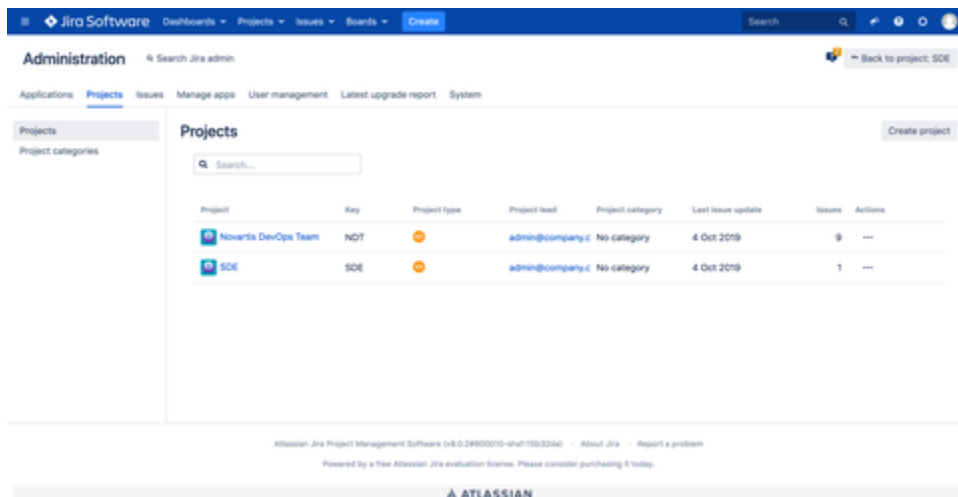 Jira Software Dashboards Projects Issues Boards Create Search
Administration Search Jira admin Back to project: SDE
Applications Projects Issues Manage apps User management Latest upgrade report System
Projects
Project categories
Projects Create project
Search...
Project Key Project type Project lead Project category Last issue update Issues Actions
Novartis DevOps Team NDT admin@company.c No category 4 Oct 2019 9 ...
SDE SDE admin@company.c No category 4 Oct 2019 1 ...
Atlassian Jira Project Management Software - About Jira - Report a problem
Powered by a free Atlassian Jira evaluation license. Please consider purchasing it today.
ATLASSIAN